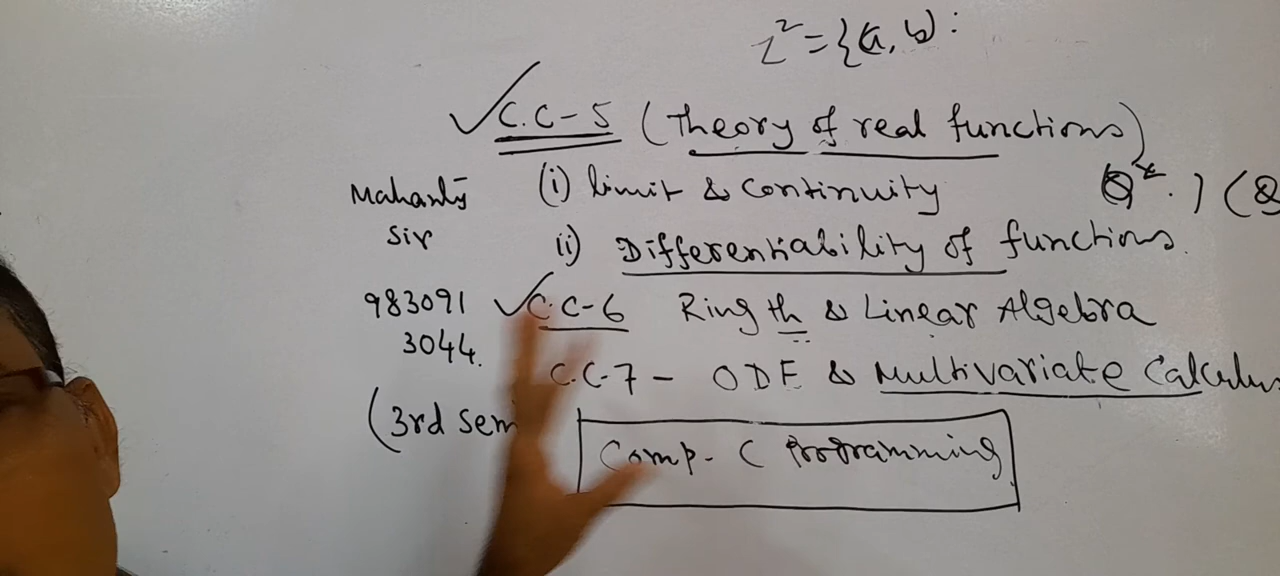 Z² = {(a, b) :
C.C-5 (Theory of real functions)
(i) limit & Continuity
Q* . ) (Q
Mahanty
Sir
ii) Differentiability of functions.
983091
3044.
C.C-6 Ring th & Linear Algebra
C.C.7 - ODE & Multivariate Calculus
(3rd Sem
Comp. C Programming